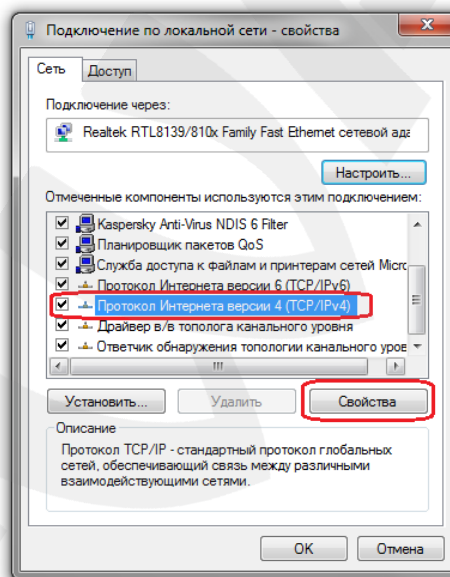 Подключение по локальной сети - свойства
Сеть Доступ
Подключение через:
Realtek RTL8139/810x Family Fast Ethernet сетевой ада
Настроить...
Отмеченные компоненты используются этим подключением:
Kaspersky Anti-Virus NDIS 6 Filter
Планировщик пакетов QoS
Служба доступа к файлам и принтерам сетей Micro
Протокол Интернета версии 6 (TCP/IPv6)
Протокол Интернета версии 4 (TCP/IPv4)
Драйвер в/в тополога канального уровня
Ответчик обнаружения топологии канального уров
Установить... Удалить Свойства
Описание
Протокол TCP/IP - стандартный протокол глобальных
сетей, обеспечивающий связь между различными
взаимодействующими сетями.
ОК Отмена